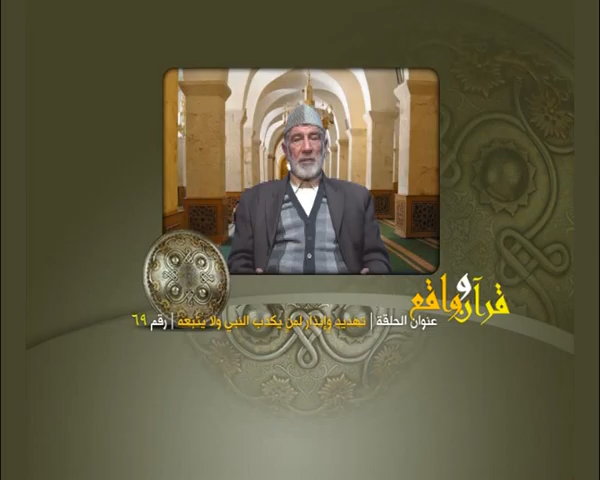 قرآن وواقع
عنوان الحلقة | تهديد وإنذار لمن يكذب النبي ولا يتبعه | رقم ٦٩